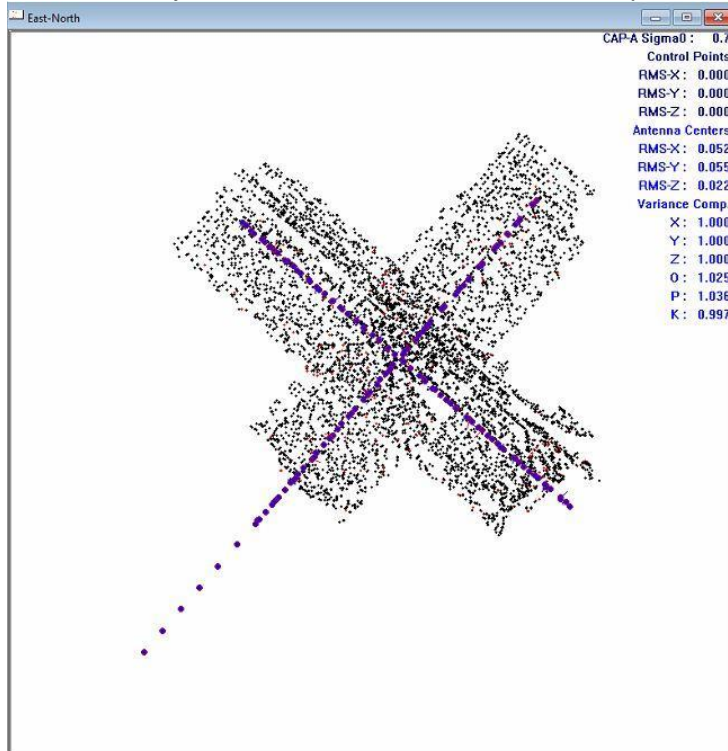 East-North
CAP-A Sigma0 : 0.7
Control Points
RMS-X : 0.000
RMS-Y : 0.000
RMS-Z : 0.000
Antenna Centers
RMS-X : 0.052
RMS-Y : 0.055
RMS-Z : 0.022
Variance Comp.
X : 1.000
Y : 1.000
Z : 1.000
O : 1.025
P : 1.036
K : 0.997